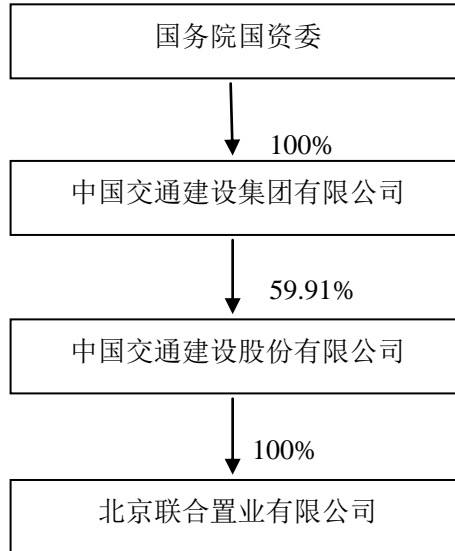 国务院国资委
100%
中国交通建设集团有限公司
59.91%
中国交通建设股份有限公司
100%
北京联合置业有限公司